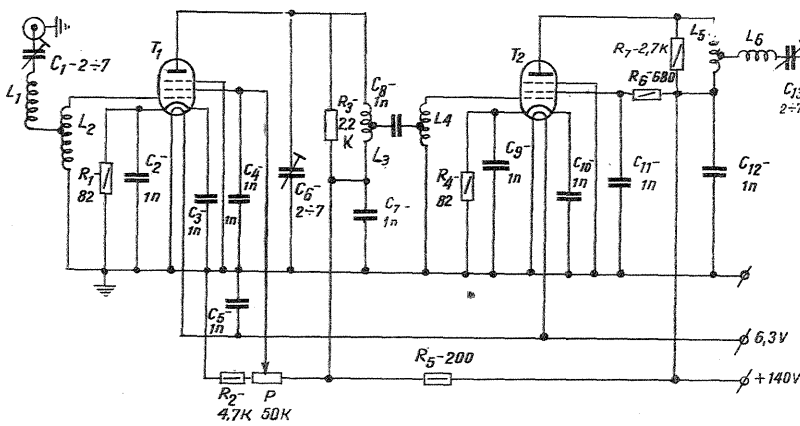 C1-2÷7
L1
L2
R1-
82
C2-
1n
T1
C3-
1n
C4-
1n
1n
C5-
1n
C6-
2÷7
R3-
2,2
K
C8-
1n
L3
C7-
1n
L4
R4-
82
C9-
1n
T2
C10-
1n
C11-
1n
R6-680
R7-2,7K
L5
L6
C13
2÷7
C12-
1n
6,3V
R5-200
+140V
R2-
4,7K
P
50K